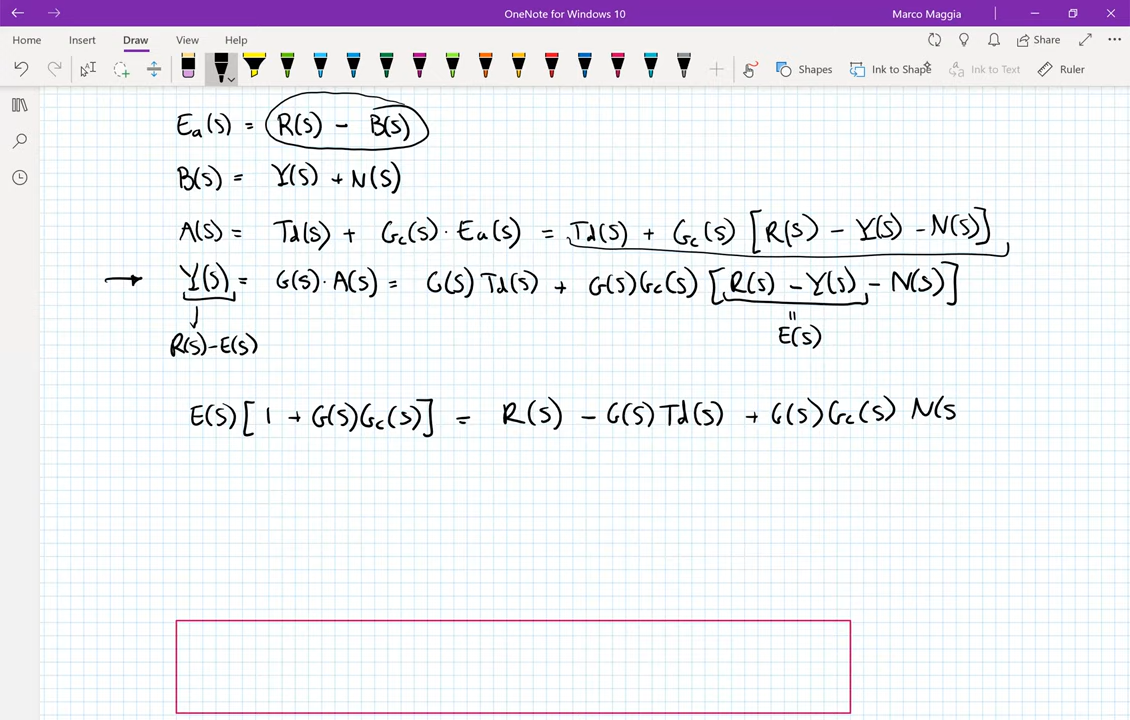 OneNote for Windows 10
Marco Maggia
Home Insert Draw View Help
Share
Shapes Ink to Shape Ink to Text Ruler
Ea(s) = R(s) - B(s)
B(s) = Y(s) + N(s)
A(s) = Td(s) + Gc(s) · Ea(s) = Td(s) + Gc(s) [R(s) - Y(s) - N(s)]
→ Y(s) = G(s) · A(s) = G(s) Td(s) + G(s)Gc(s) [R(s) - Y(s) - N(s)]
↓ R(s) - E(s)
"
E(s)
E(s) [1 + G(s)Gc(s)] = R(s) - G(s)Td(s) + G(s)Gc(s) N(s